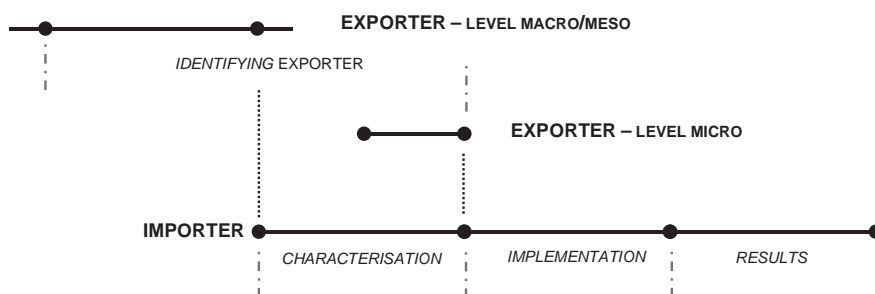 EXPORTER – LEVEL MACRO/MESO
IDENTIFYING EXPORTER
EXPORTER – LEVEL MICRO
IMPORTER
CHARACTERISATION IMPLEMENTATION RESULTS